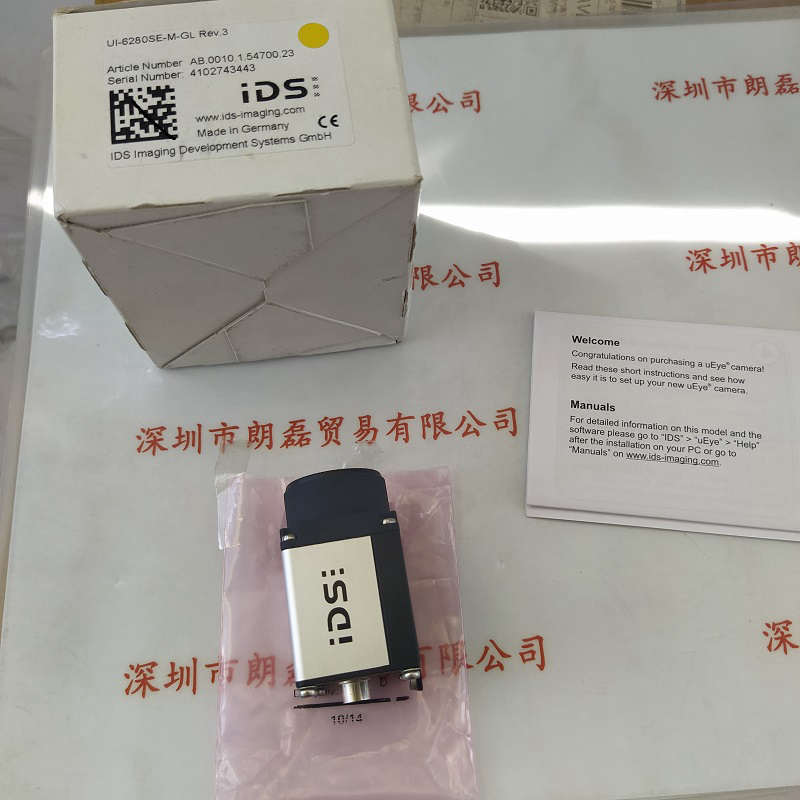 UI-6280SE-M-GL Rev.3
Article Number AB.0010.1.54700.23
Serial Number: 4102743443
iDS
www.ids-imaging.com
Made in Germany
CE
IDS Imaging Development Systems GmbH
深圳市朗磊
限公司
深圳市朗
有限公司
Welcome
Congratulations on purchasing a uEye® camera!
Read these short instructions and see how
easy it is to set up your new uEye® camera.
Manuals
For detailed information on this model and the
software please go to "IDS" > "uEye" > "Help"
after the installation on your PC or go to
"Manuals" on www.ids-imaging.com.
深圳市朗磊贸易有限公司
iDS
深圳市朗磊
有限公司
深
10/14